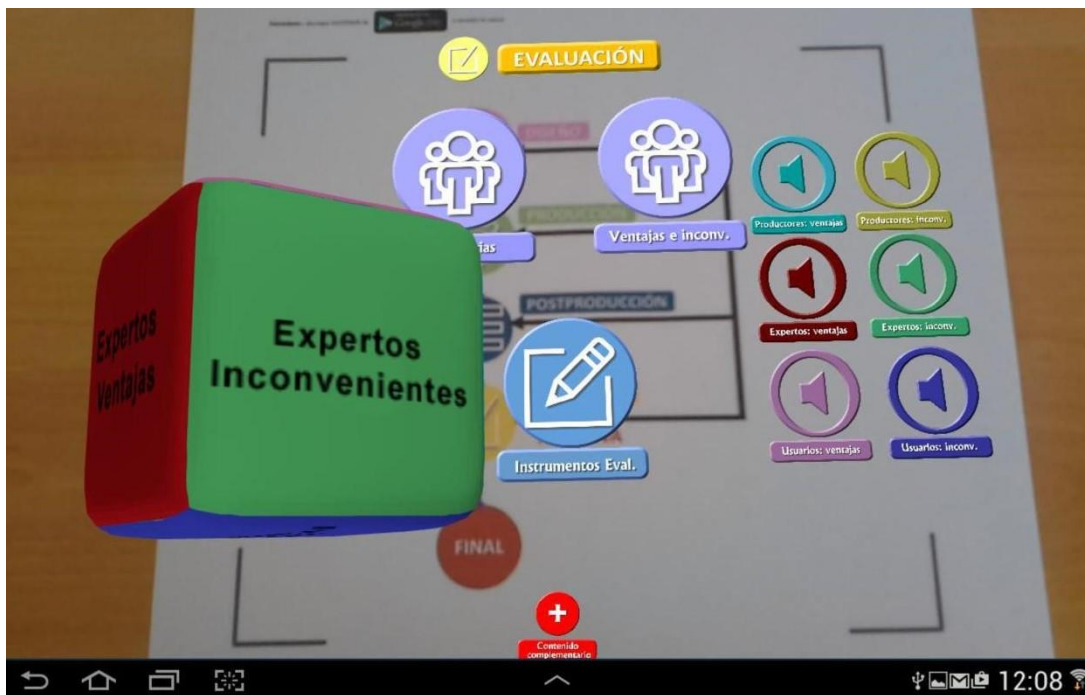 EVALUACIÓN
DISEÑO
PRODUCCIÓN
Ventajas e inconv.
Productores: ventajas
Productores: inconv.
POSTPRODUCCIÓN
Expertos: ventajas
Expertos: inconv.
Expertos
Ventajas
Expertos
Inconvenientes
Instrumentos Eval.
Usuarios: ventajas
Usuarios: inconv.
FINAL
+
Contenido
complementario
12:08